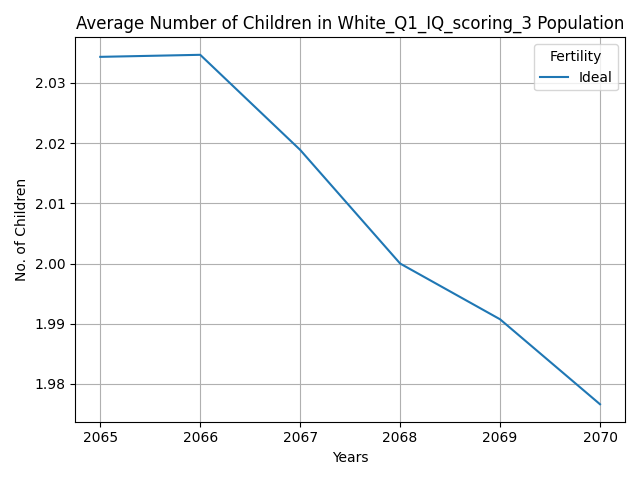 Average Number of Children in White_Q1_IQ_scoring_3 Population
Fertility
Ideal
2.03
2.02
2.01
2.00
1.99
1.98
No. of Children
2065 2066 2067 2068 2069 2070
Years